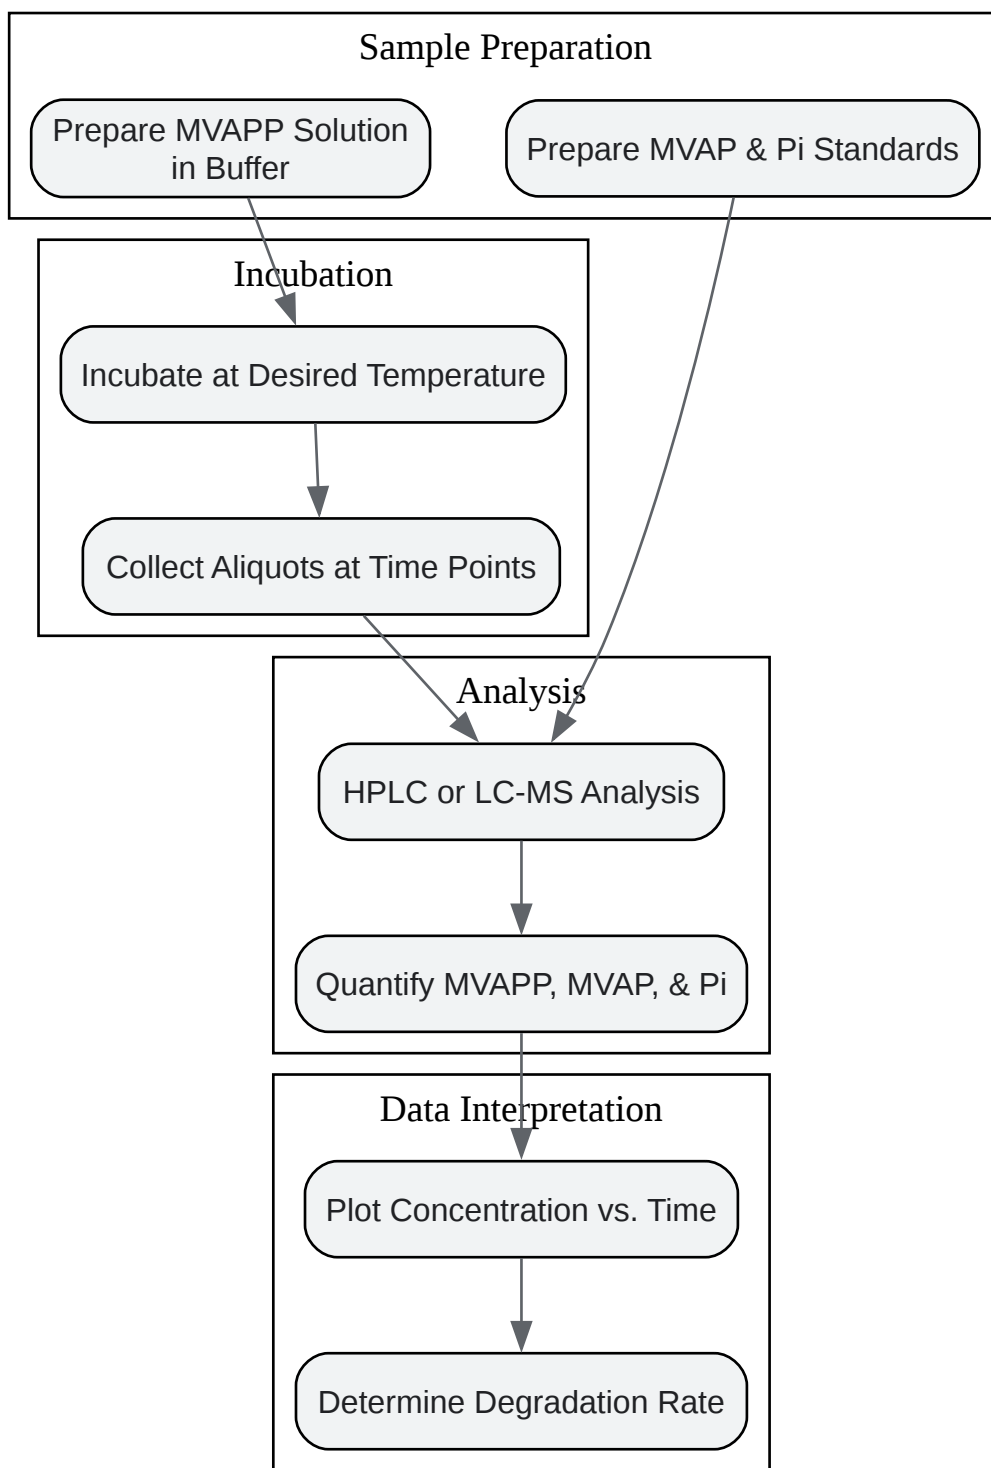 Sample Preparation
Prepare MVAPP Solution
in Buffer
Prepare MVAP & Pi Standards
Incubation
Incubate at Desired Temperature
Collect Aliquots at Time Points
Analysis
HPLC or LC-MS Analysis
Quantify MVAPP, MVAP, & Pi
Data Interpretation
Plot Concentration vs. Time
Determine Degradation Rate